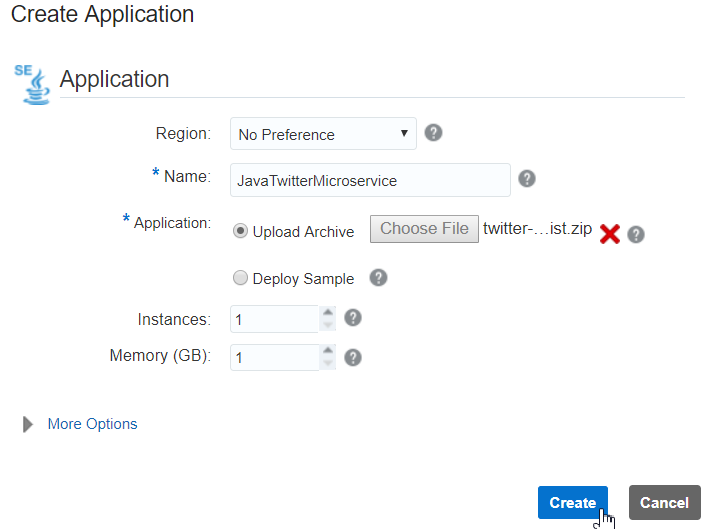 Create Application
SE Application
Region: No Preference ?
* Name: JavaTwitterMicroservice ?
* Application: Upload Archive Choose File twitter-...ist.zip ?
Deploy Sample ?
Instances: 1 ?
Memory (GB): 1 ?
More Options
Create Cancel